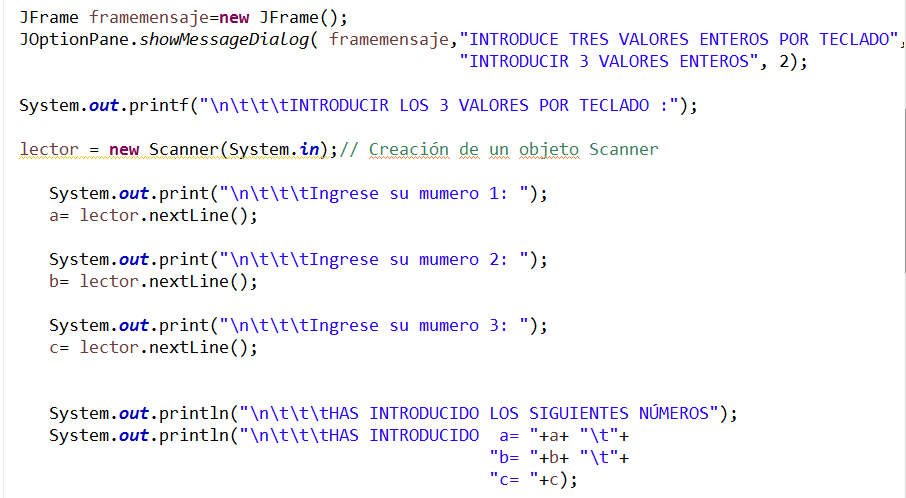 JFrame framemensaje=new JFrame();
JOptionPane.showMessageDialog( framemensaje,"INTRODUCE TRES VALORES ENTEROS POR TECLADO",
"INTRODUCIR 3 VALORES ENTEROS", 2);
System.out.printf("\n\t\t\tINTRODUCIR LOS 3 VALORES POR TECLADO :");
lector = new Scanner(System.in);// Creación de un objeto Scanner
System.out.print("\n\t\t\tIngrese su mumero 1: ");
a= lector.nextLine();
System.out.print("\n\t\t\tIngrese su mumero 2: ");
b= lector.nextLine();
System.out.print("\n\t\t\tIngrese su mumero 3: ");
c= lector.nextLine();
System.out.println("\n\t\t\tHAS INTRODUCIDO LOS SIGUIENTES NÚMEROS");
System.out.println("\n\t\t\tHAS INTRODUCIDO  a= "+a+ "\t"+
"b= "+b+ "\t"+
"c= "+c);